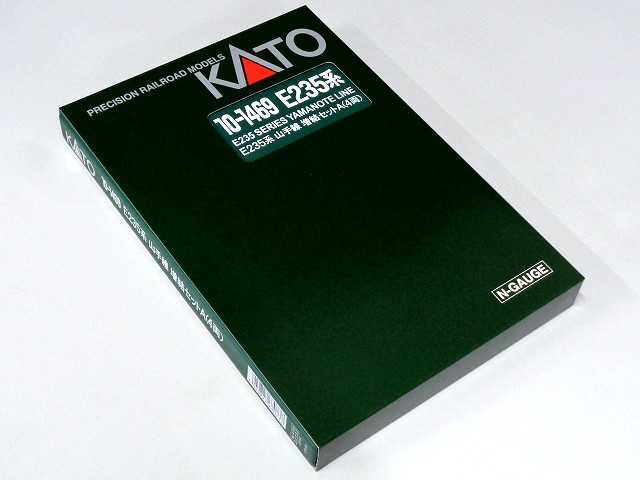 PRECISION RAILROAD MODELS
KATO
10-1469 E235系
E235 SERIES YAMANOTE LINE
E235系 山手線 増結セットA(4両)
N-GAUGE
KATO 10-1469 E235系 山手線 増結セットA(4両)